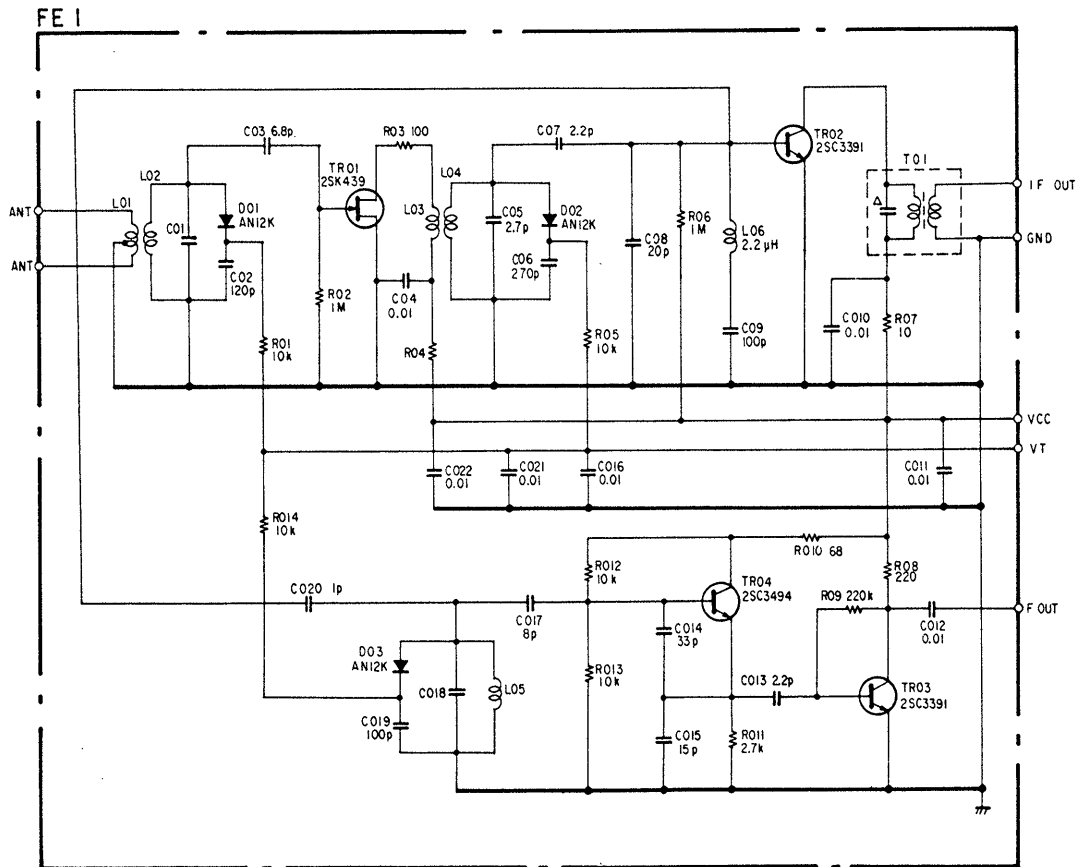 FE 1
ANT
ANT
L01
L02
C01
C03 6.8p
D01
AN12K
C02
120p
R01
10k
R02
1M
TR01
2SK439
R03 100
L03
L04
C04
0.01
R04
C05
2.7p
C07 2.2p
D02
AN12K
C06
270p
R05
10k
C08
20p
R06
1M
L06
2.2 μH
C09
100p
TR02
2SC3391
T01
Δ
C010
0.01
R07
10
IF OUT
GND
VCC
VT
C022
0.01
C021
0.01
C016
0.01
C011
0.01
R014
10k
C020 1p
C017
8p
R012
10k
R013
10k
D03
AN12K
C018
L05
C019
100p
C014
33p
C015
15p
TR04
2SC3494
R011
2.7k
R010 68
R08
220
R09 220k
C013 2.2p
TR03
2SC3391
C012
0.01
F OUT